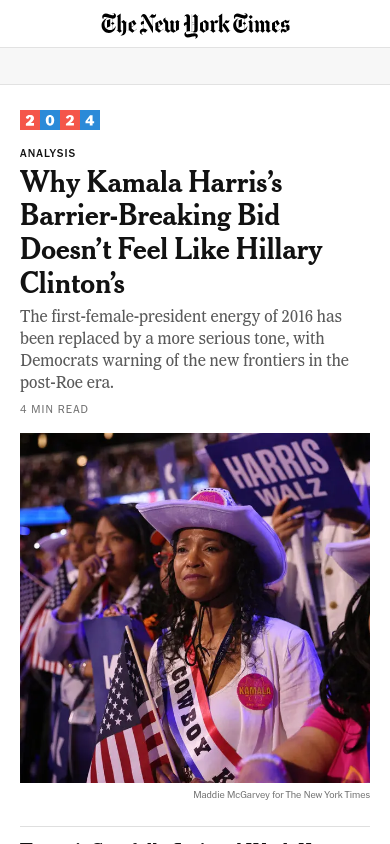 The New York Times
2024
ANALYSIS
Why Kamala Harris’s
Barrier-Breaking Bid
Doesn’t Feel Like Hillary
Clinton’s
The first-female-president energy of 2016 has
been replaced by a more serious tone, with
Democrats warning of the new frontiers in the
post-Roe era.
4 MIN READ
HARRIS
WALZ
KAMALA
COWBOY K
Maddie McGarvey for The New York Times